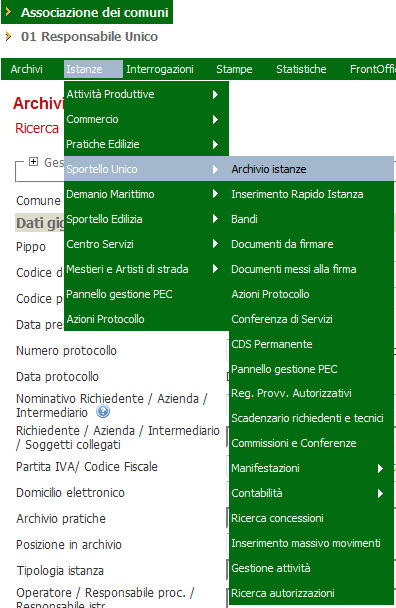 Associazione dei comuni
01 Responsabile Unico
Archivi Istanze Interrogazioni Stampe Statistiche FrontOffi
Archivi
Ricerca
Ges
Comune
Dati gi
Pippo
Codice d
Codice p
Data pre
Numero protocollo
Data protocollo
Nominativo Richiedente / Azienda /
Intermediario
Richiedente / Azienda / Intermediario
/ Soggetti collegati
Partita IVA/ Codice Fiscale
Domicilio elettronico
Archivio pratiche
Posizione in archivio
Tipologia istanza
Operatore / Responsabile proc. /
Responsabile istr.
Attività Produttive
Commercio
Pratiche Edilizie
Sportello Unico
Demanio Marittimo
Sportello Edilizia
Centro Servizi
Mestieri e Artisti di strada
Pannello gestione PEC
Azioni Protocollo
Archivio istanze
Inserimento Rapido Istanza
Bandi
Documenti da firmare
Documenti messi alla firma
Azioni Protocollo
Conferenza di Servizi
CDS Permanente
Pannello gestione PEC
Reg. Provv. Autorizzativi
Scadenzario richiedenti e tecnici
Commissioni e Conferenze
Manifestazioni
Contabilità
Ricerca concessioni
Inserimento massivo movimenti
Gestione attività
Ricerca autorizzazioni